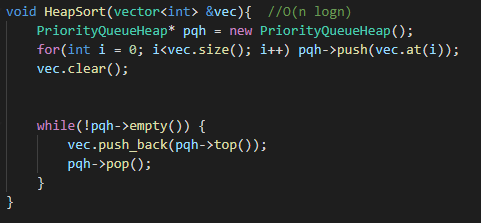 void HeapSort(vector<int> &vec){  //O(n logn)
    PriorityQueueHeap* pqh = new PriorityQueueHeap();
    for(int i = 0; i<vec.size(); i++) pqh->push(vec.at(i));
    vec.clear();
    while(!pqh->empty()) {
        vec.push_back(pqh->top());
        pqh->pop();
    }
}